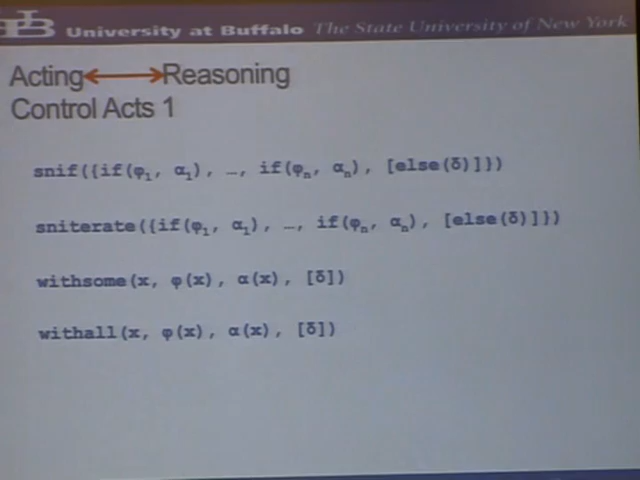 UB University at Buffalo The State University of New York
Acting⟷Reasoning
Control Acts 1
snif({if(φ₁, α₁), …, if(φₙ, αₙ), [else(δ)]})
sniterate({if(φ₁, α₁), …, if(φₙ, αₙ), [else(δ)]})
withsome(x, φ(x), α(x), [δ])
withall(x, φ(x), α(x), [δ])